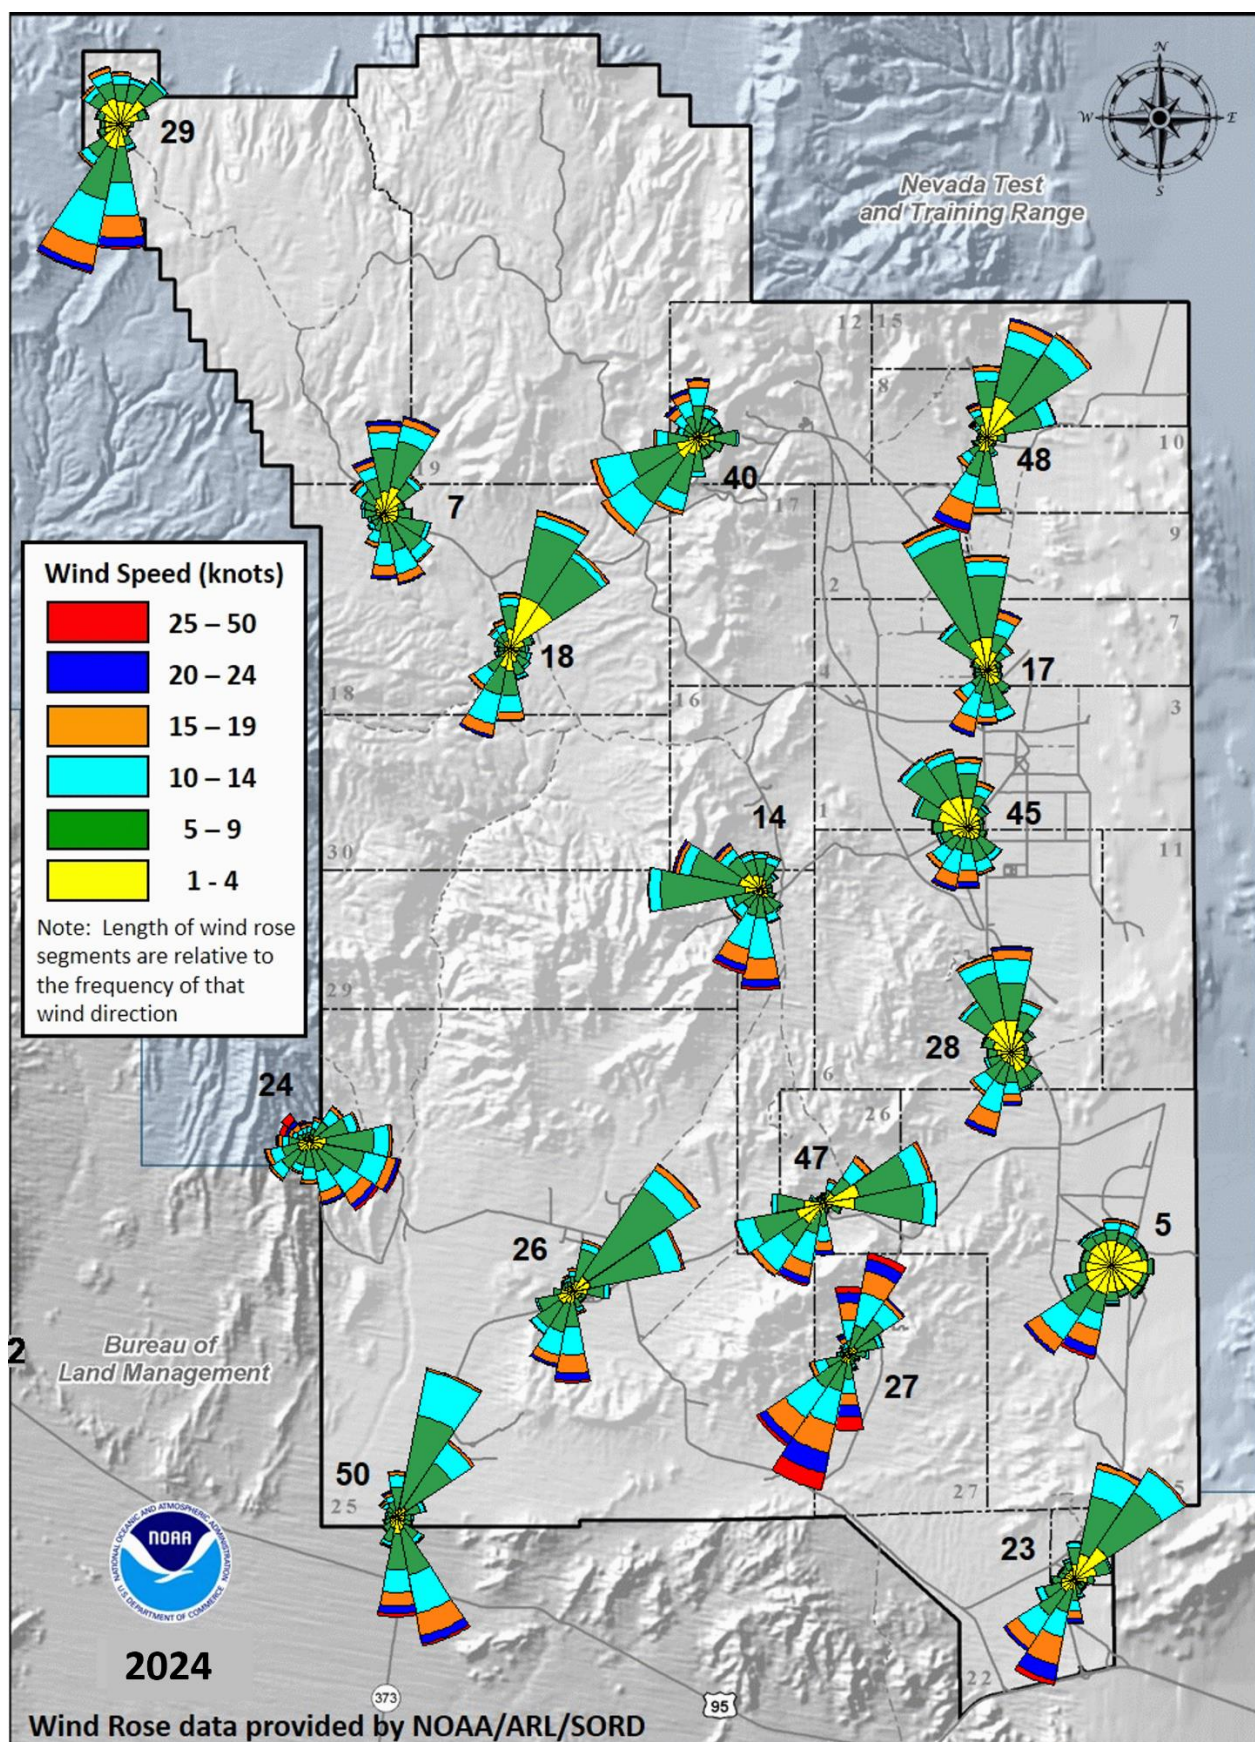 N
W
E
S
29
Nevada Test
and Training Range
12
15
8
10
48
40
19
7
17
9
2
7
18
17
4
18
16
3
Wind Speed (knots)
25 – 50
20 – 24
15 – 19
10 – 14
5 – 9
1 - 4
Note: Length of wind rose
segments are relative to
the frequency of that
wind direction
14
1
45
11
30
29
28
24
6
26
47
5
26
2
Bureau of
Land Management
27
50
25
27
5
23
22
NATIONAL OCEANIC AND ATMOSPHERIC ADMINISTRATION
NOAA
U.S. DEPARTMENT OF COMMERCE
2024
373
95
Wind Rose data provided by NOAA/ARL/SORD